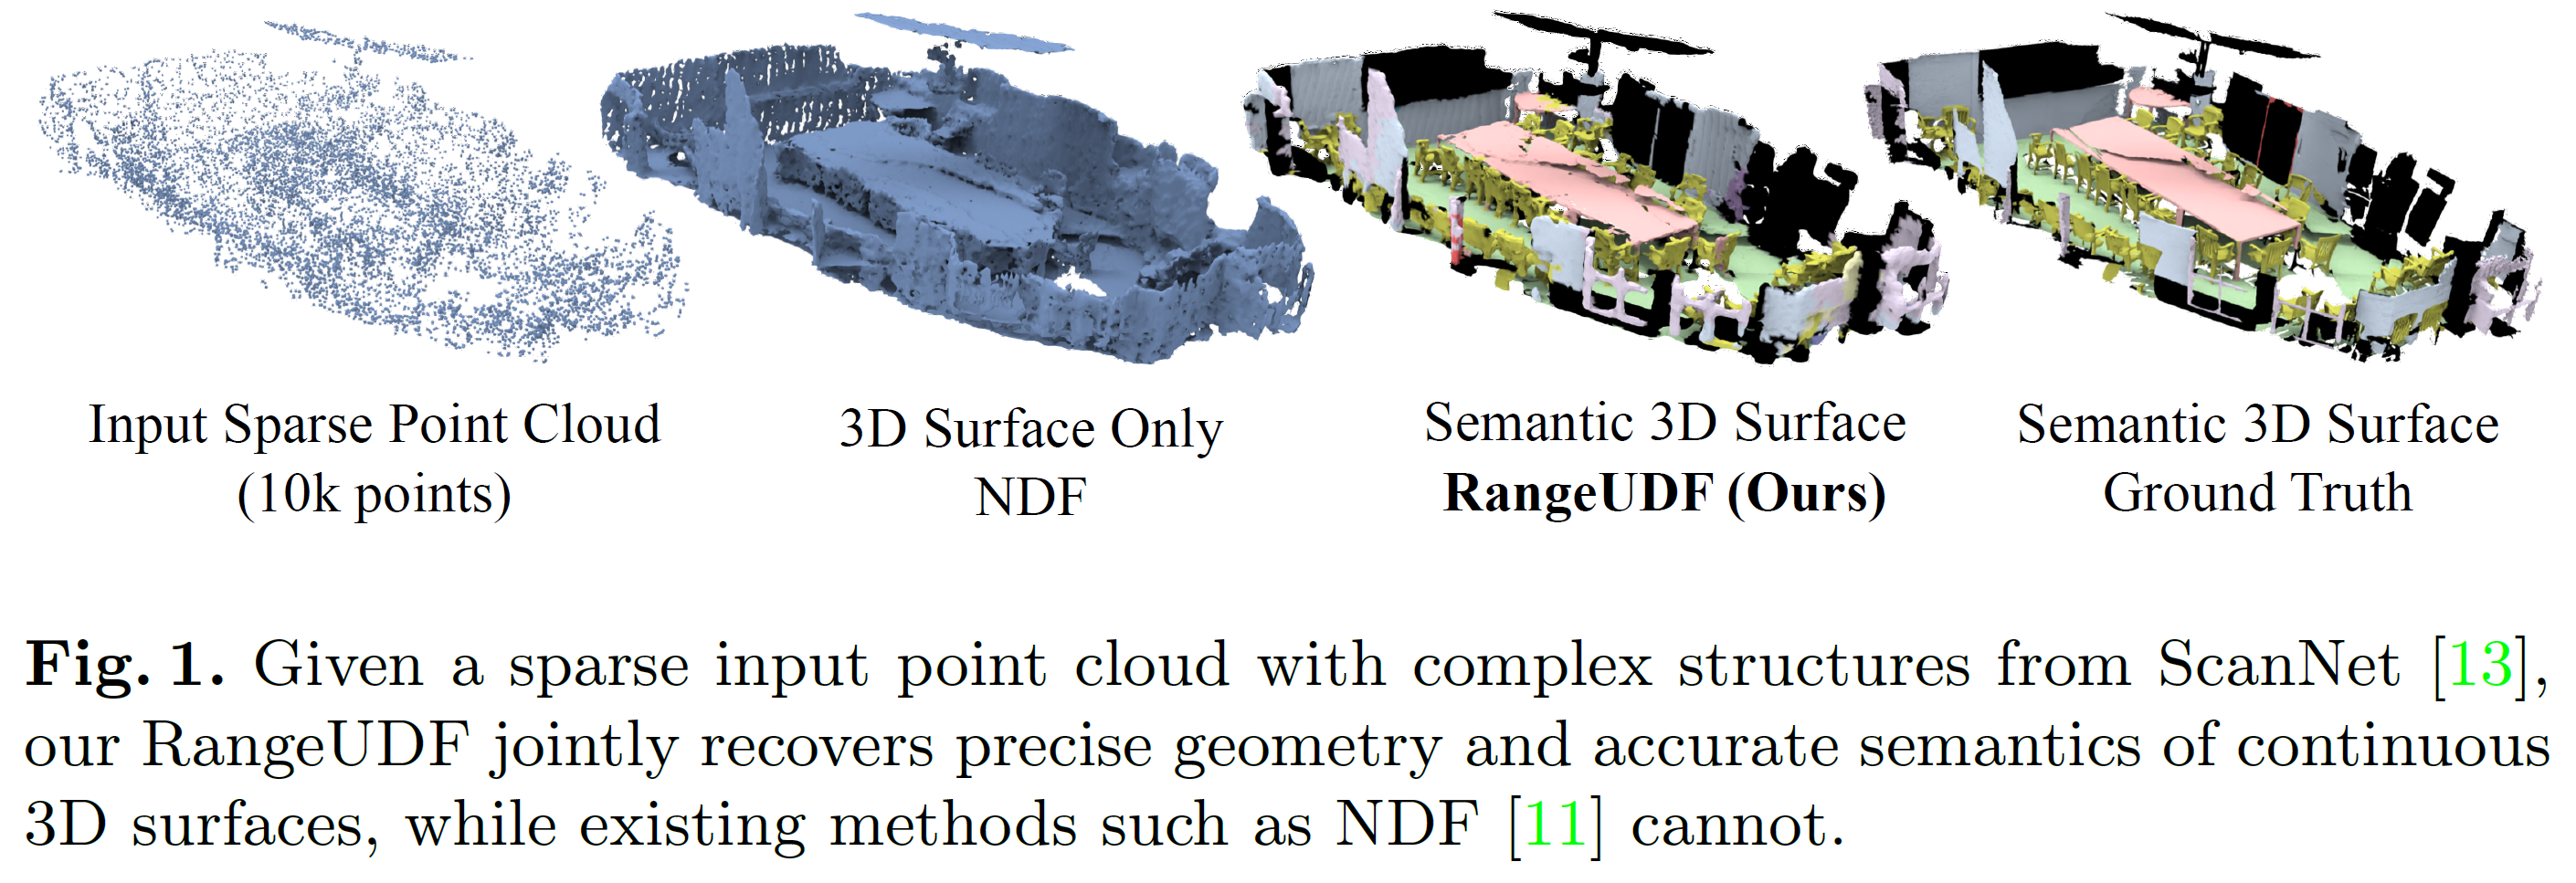 Input Sparse Point Cloud
(10k points)
3D Surface Only
NDF
Semantic 3D Surface
RangeUDF (Ours)
Semantic 3D Surface
Ground Truth
Fig. 1. Given a sparse input point cloud with complex structures from ScanNet [13],
our RangeUDF jointly recovers precise geometry and accurate semantics of continuous
3D surfaces, while existing methods such as NDF [11] cannot.